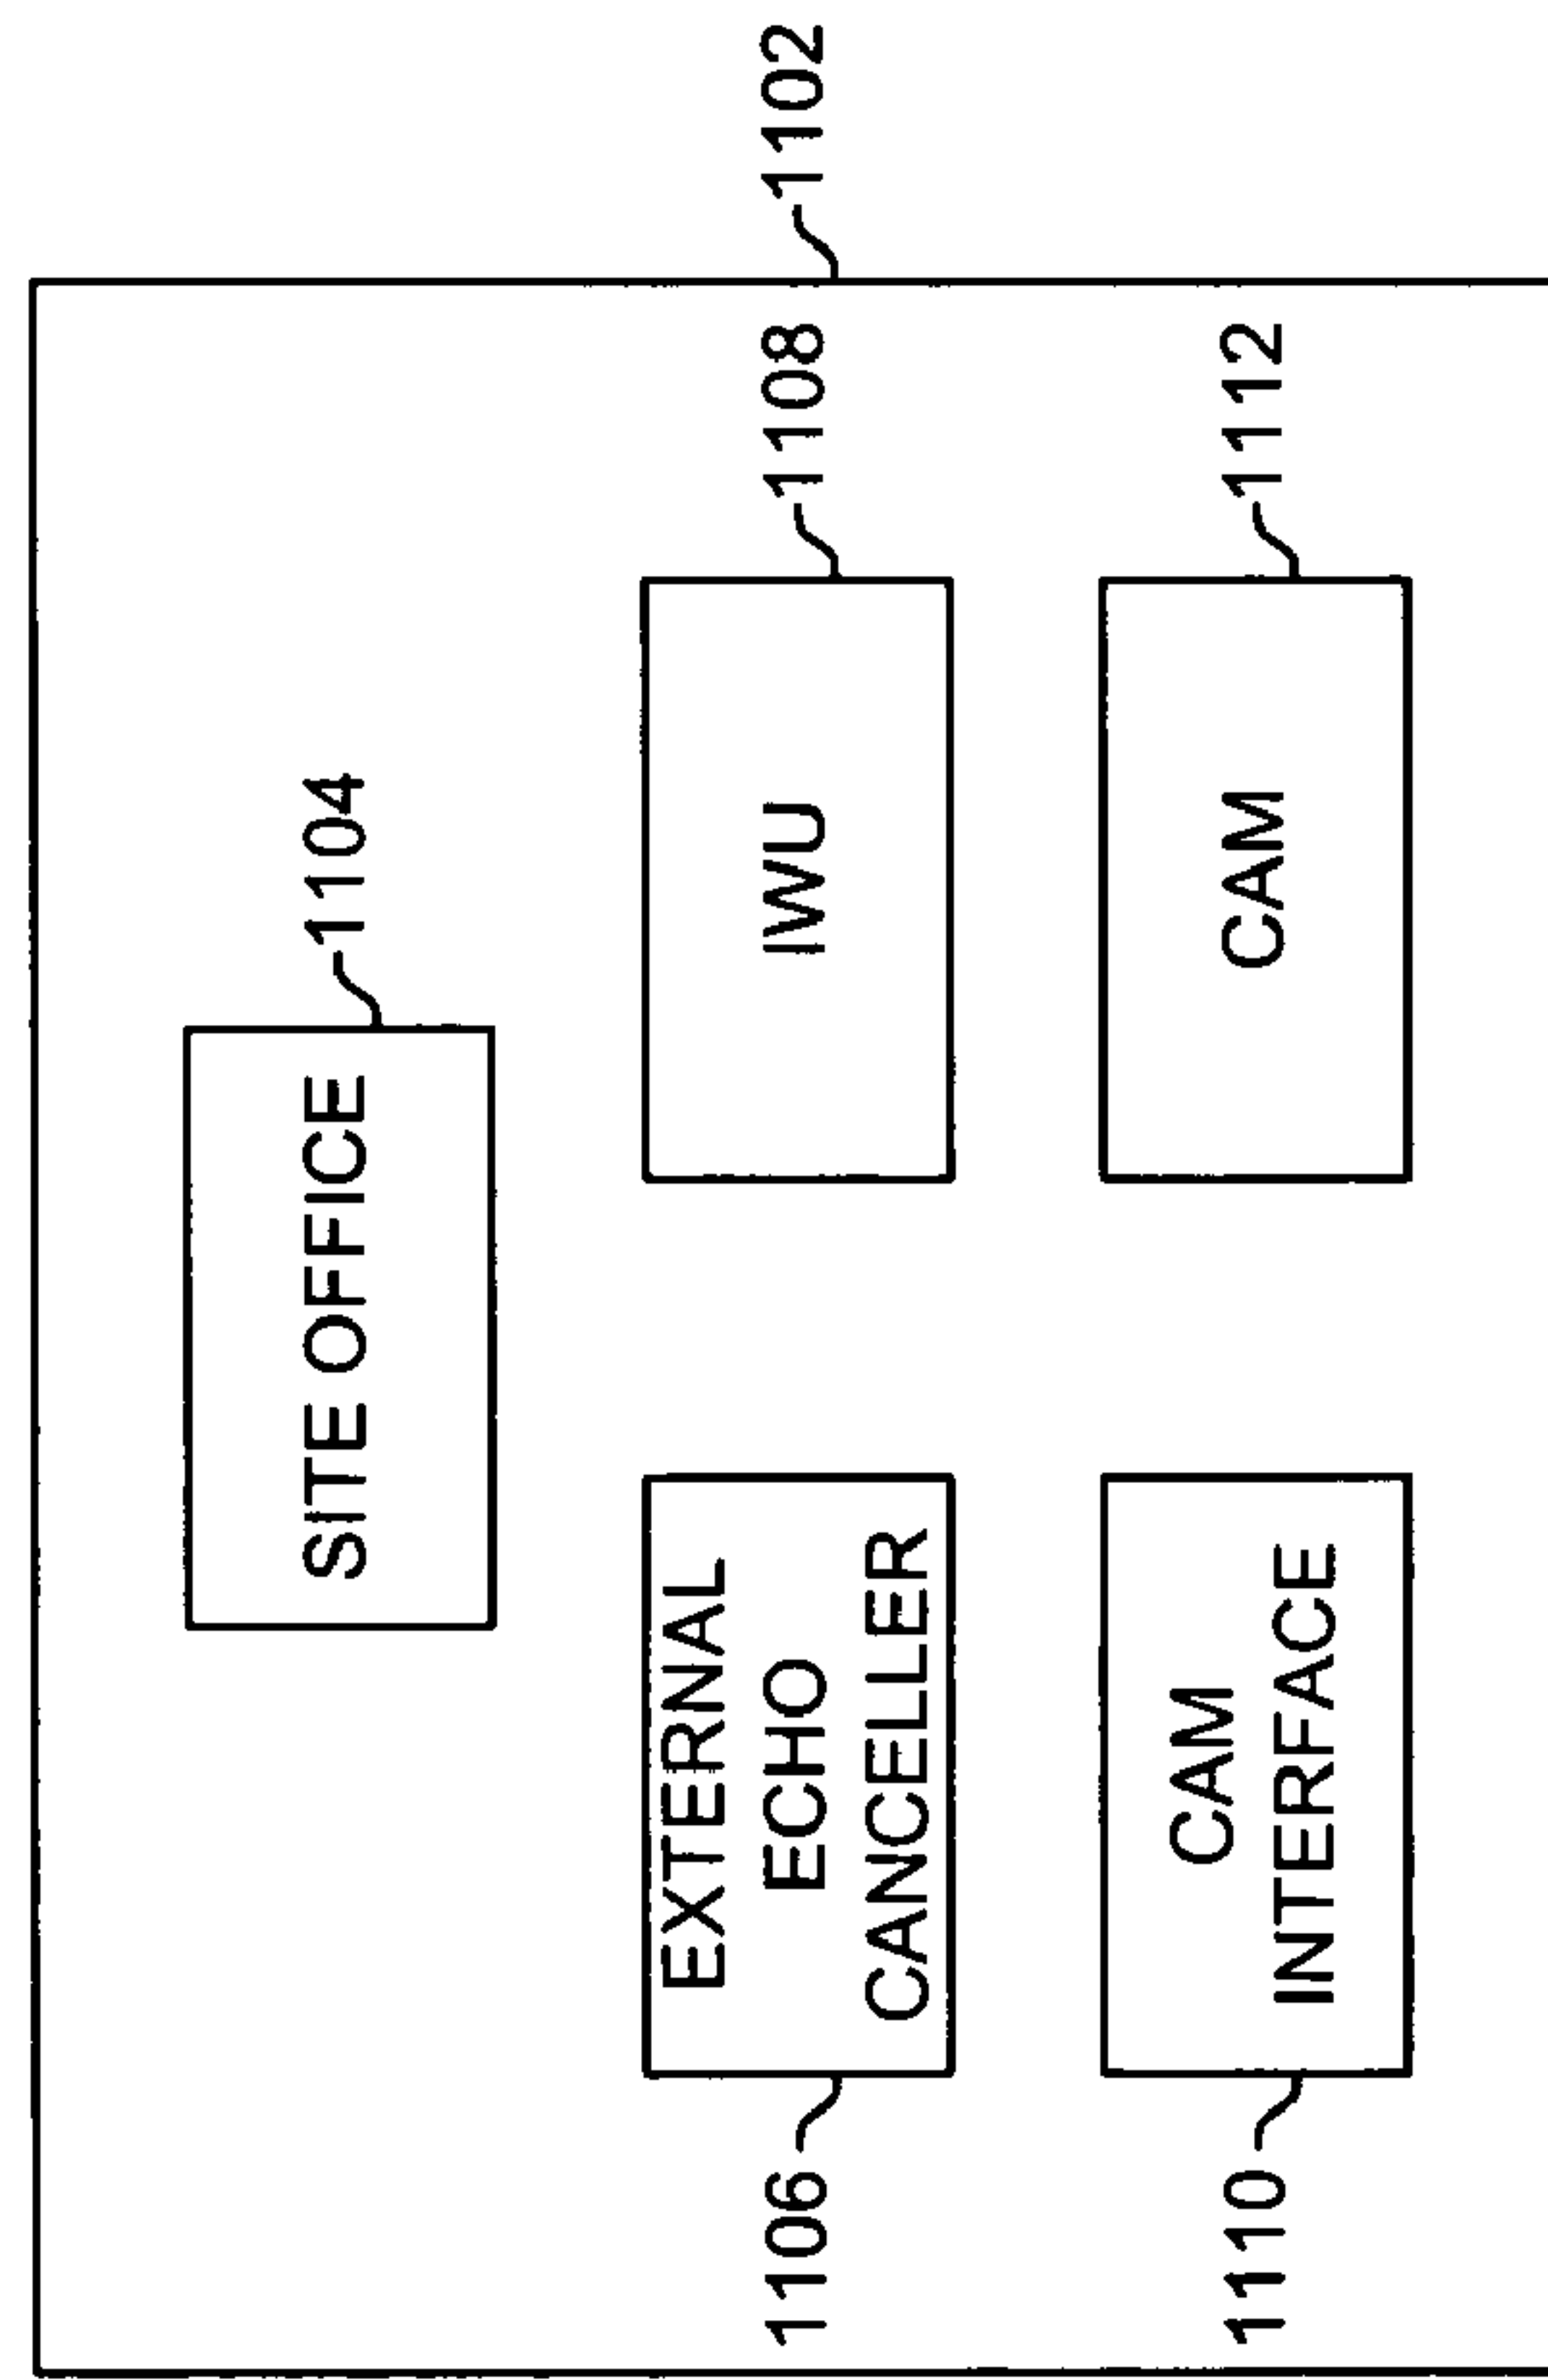 1104
SITE OFFICE
1102
1106
EXTERNAL
ECHO
CANCELLER
IWU
1108
1110
CAM
INTERFACE
CAM
1112